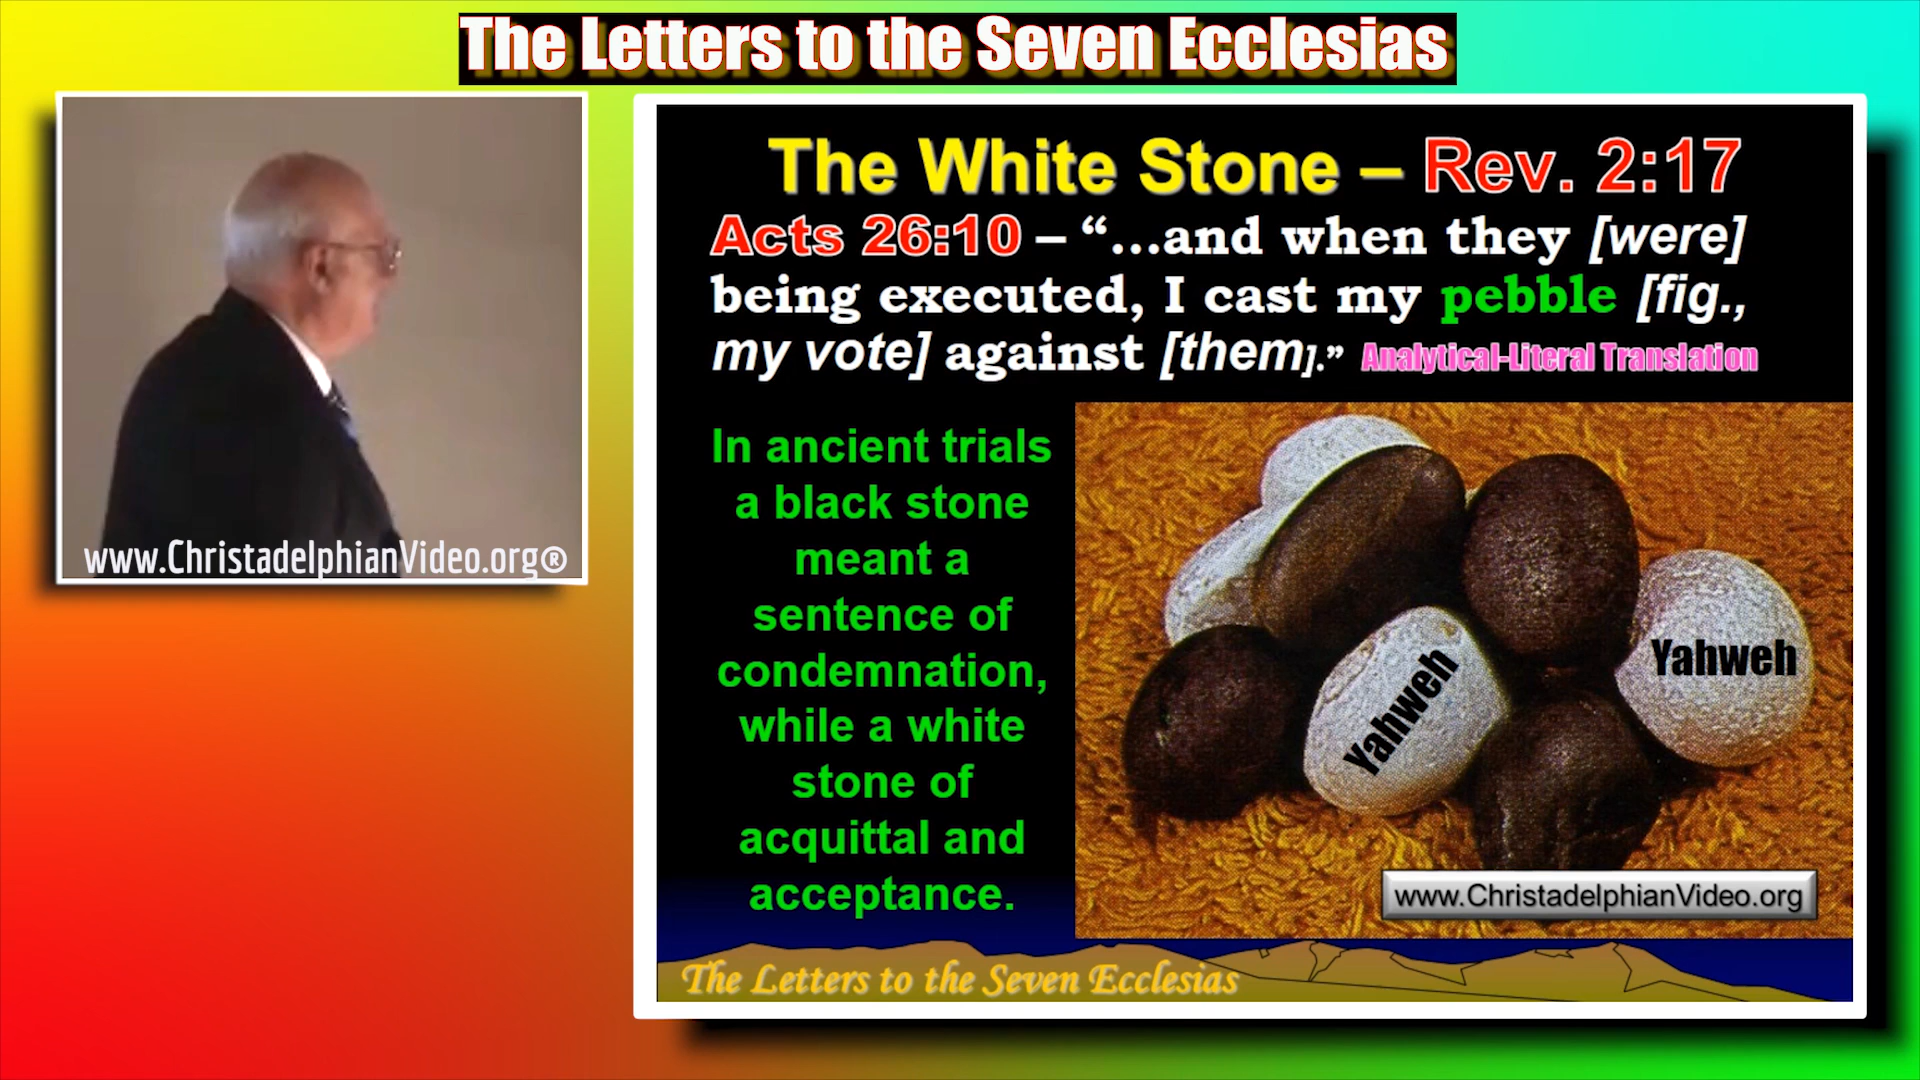 The Letters to the Seven Ecclesias
www.ChristadelphianVideo.org®
The White Stone – Rev. 2:17
Acts 26:10 – “...and when they [were]
being executed, I cast my pebble [fig.,
my vote] against [them].” Analytical-Literal Translation
In ancient trials
a black stone
meant a
sentence of
condemnation,
while a white
stone of
acquittal and
acceptance.
Yahweh
Yahweh
www.ChristadelphianVideo.org
The Letters to the Seven Ecclesias